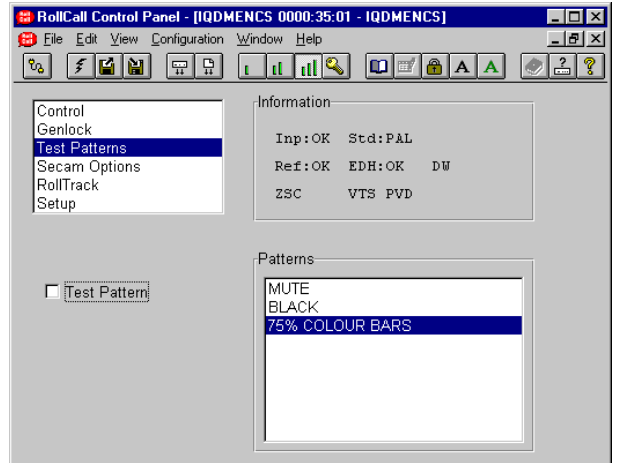 RollCall Control Panel - [IQDMENCS 0000:35:01 - IQDMENCS]
File Edit View Configuration Window Help
A A ? ?
Control
Genlock
Test Patterns
Secam Options
RollTrack
Setup
Information
Inp:OK Std:PAL
Ref:OK EDH:OK DW
ZSC VTS PVD
Test Pattern
Patterns
MUTE
BLACK
75% COLOUR BARS